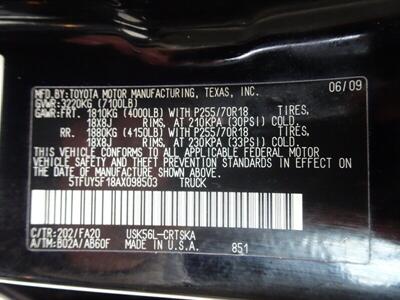 MFD.BY:TOYOTA MOTOR MANUFACTURING, TEXAS, INC. 06/09
GVWR:3220KG (7100LB)
GAWR:FRT. 1810KG (4000LB) WITH P255/70R18 TIRES,
18X8J RIMS, AT 210KPA (30PSI) COLD.
RR. 1880KG (4150LB) WITH P255/70R18 TIRES,
18X8J RIMS, AT 230KPA (33PSI) COLD.
THIS VEHICLE CONFORMS TO ALL APPLICABLE FEDERAL MOTOR
VEHICLE SAFETY AND THEFT PREVENTION STANDARDS IN EFFECT
ON THE DATE OF MANUFACTURE SHOWN ABOVE.
5TFUY5F18AX098503 TRUCK
C/TR:202/FA20 USK56L-CRTSKA
A/TM:B02A/AB60F MADE IN U.S.A. 851